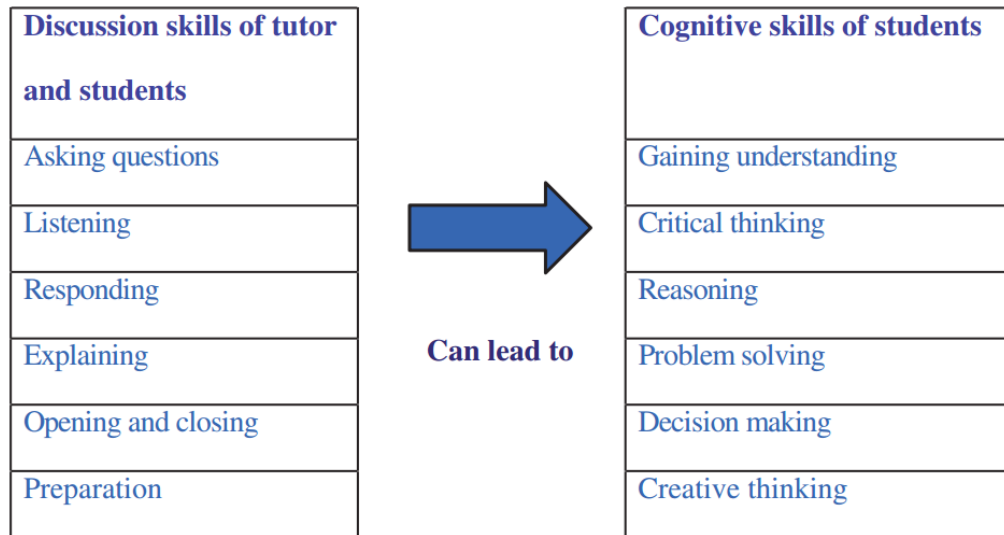 Discussion skills of tutor
and students
Asking questions
Listening
Responding
Explaining
Opening and closing
Preparation
Can lead to
Cognitive skills of students
Gaining understanding
Critical thinking
Reasoning
Problem solving
Decision making
Creative thinking